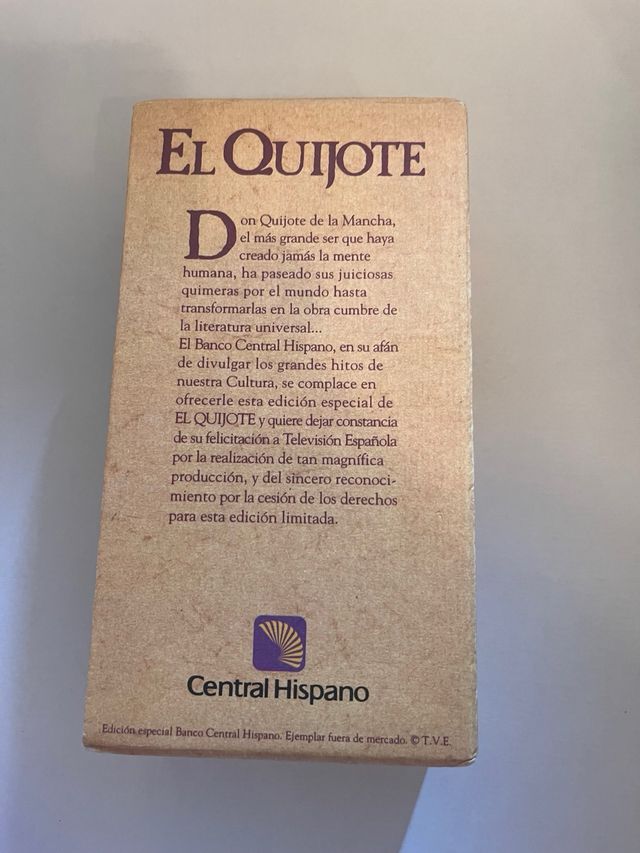 EL QUIJOTE
Don Quijote de la Mancha,
el más grande ser que haya
creado jamás la mente
humana, ha paseado sus juiciosas
quimeras por el mundo hasta
transformarlas en la obra cumbre de
la literatura universal...
El Banco Central Hispano, en su afán
de divulgar los grandes hitos de
nuestra Cultura, se complace en
ofrecerle esta edición especial de
EL QUIJOTE y quiere dejar constancia
de su felicitación a Televisión Española
por la realización de tan magnífica
producción, y del sincero reconoci-
miento por la cesión de los derechos
para esta edición limitada.
Central Hispano
Edición especial Banco Central Hispano. Ejemplar fuera de mercado. © T.V.E.